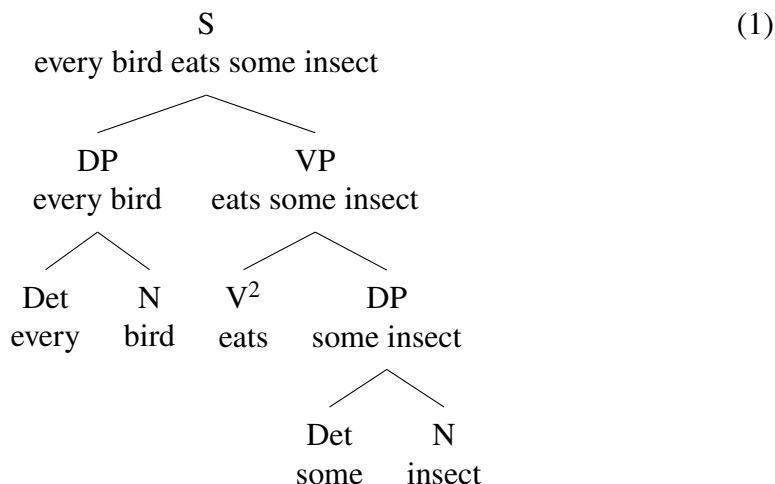 S (1)
every bird eats some insect
DP VP
every bird eats some insect
Det N V² DP
every bird eats some insect
Det N
some insect